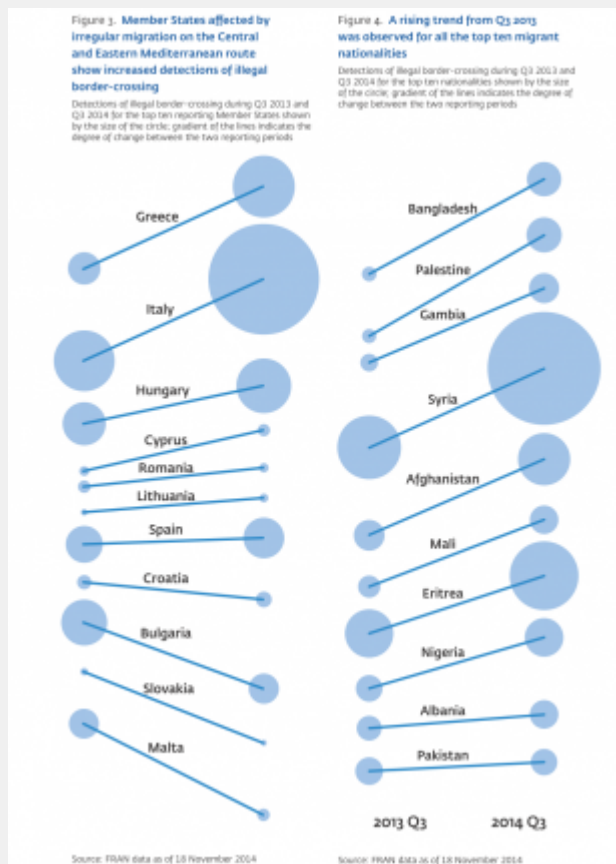 Figure 3. Member States affected by
irregular migration on the Central
and Eastern Mediterranean route
show increased detections of illegal
border-crossing
Detections of illegal border-crossing during Q3 2013 and
Q3 2014 for the top ten reporting Member States shown
by the size of the circle; gradient of the lines indicates the
degree of change between the two reporting periods
Greece
Italy
Hungary
Cyprus
Romania
Lithuania
Spain
Croatia
Bulgaria
Slovakia
Malta
Source: FRAN data as of 18 November 2014
Figure 4. A rising trend from Q3 2013
was observed for all the top ten migrant
nationalities
Detections of illegal border-crossing during Q3 2013 and
Q3 2014 for the top ten nationalities shown by the size
of the circle; gradient of the lines indicates the degree of
change between the two reporting periods
Bangladesh
Palestine
Gambia
Syria
Afghanistan
Mali
Eritrea
Nigeria
Albania
Pakistan
2013 Q3 2014 Q3
Source: FRAN data as of 18 November 2014